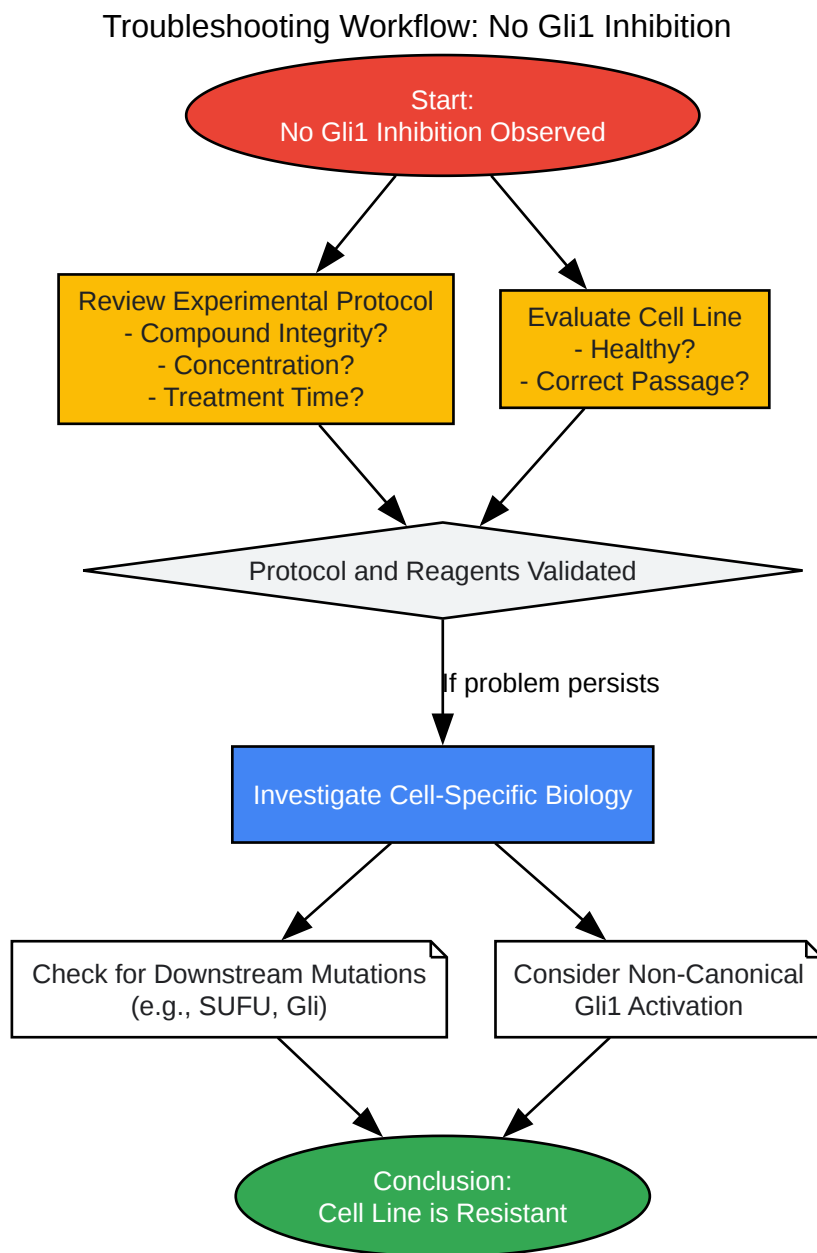 Troubleshooting Workflow: No Gli1 Inhibition
Start:
No Gli1 Inhibition Observed
Review Experimental Protocol
- Compound Integrity?
- Concentration?
- Treatment Time?
Evaluate Cell Line
- Healthy?
- Correct Passage?
Protocol and Reagents Validated
If problem persists
Investigate Cell-Specific Biology
Check for Downstream Mutations
(e.g., SUFU, Gli)
Consider Non-Canonical
Gli1 Activation
Conclusion:
Cell Line is Resistant